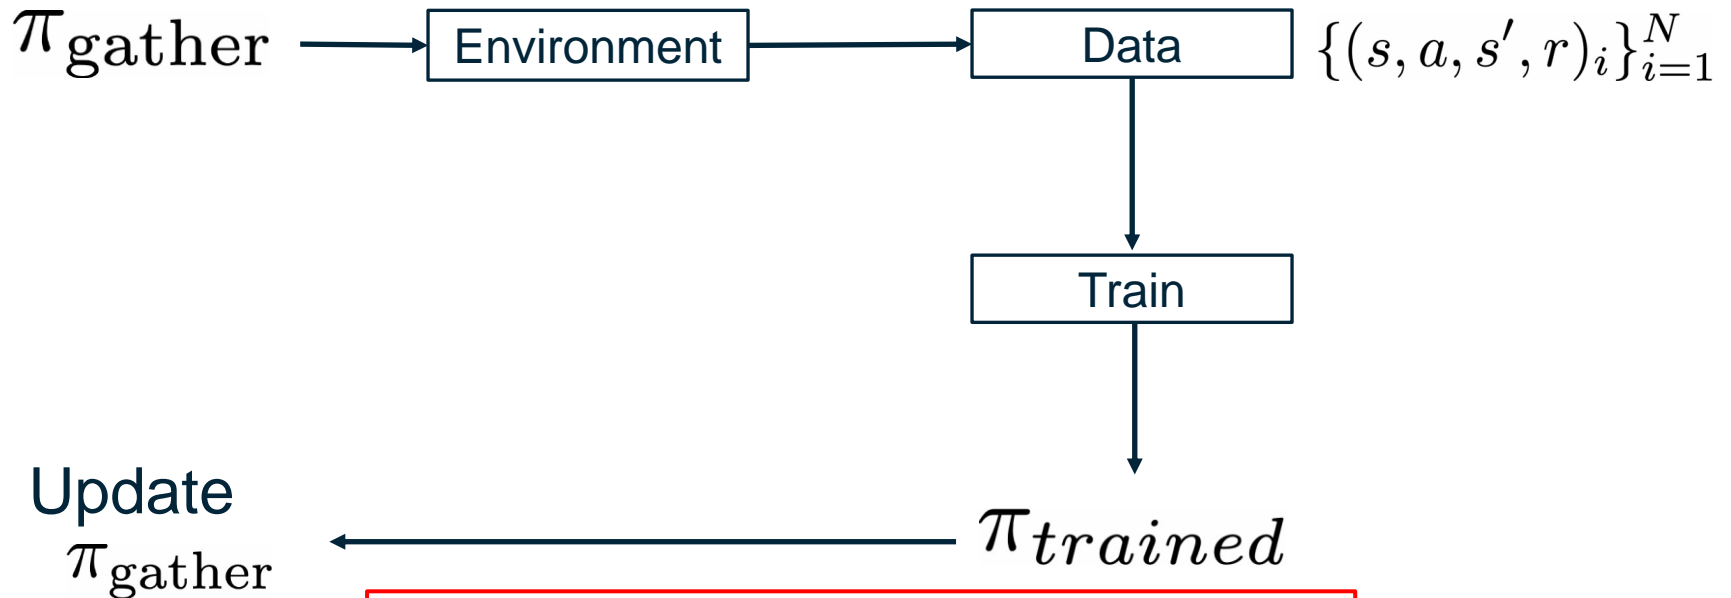 π_gather
Environment
Data
{(s, a, s′, r)_i}_{i=1}^N
Train
Update
π_gather
π_trained